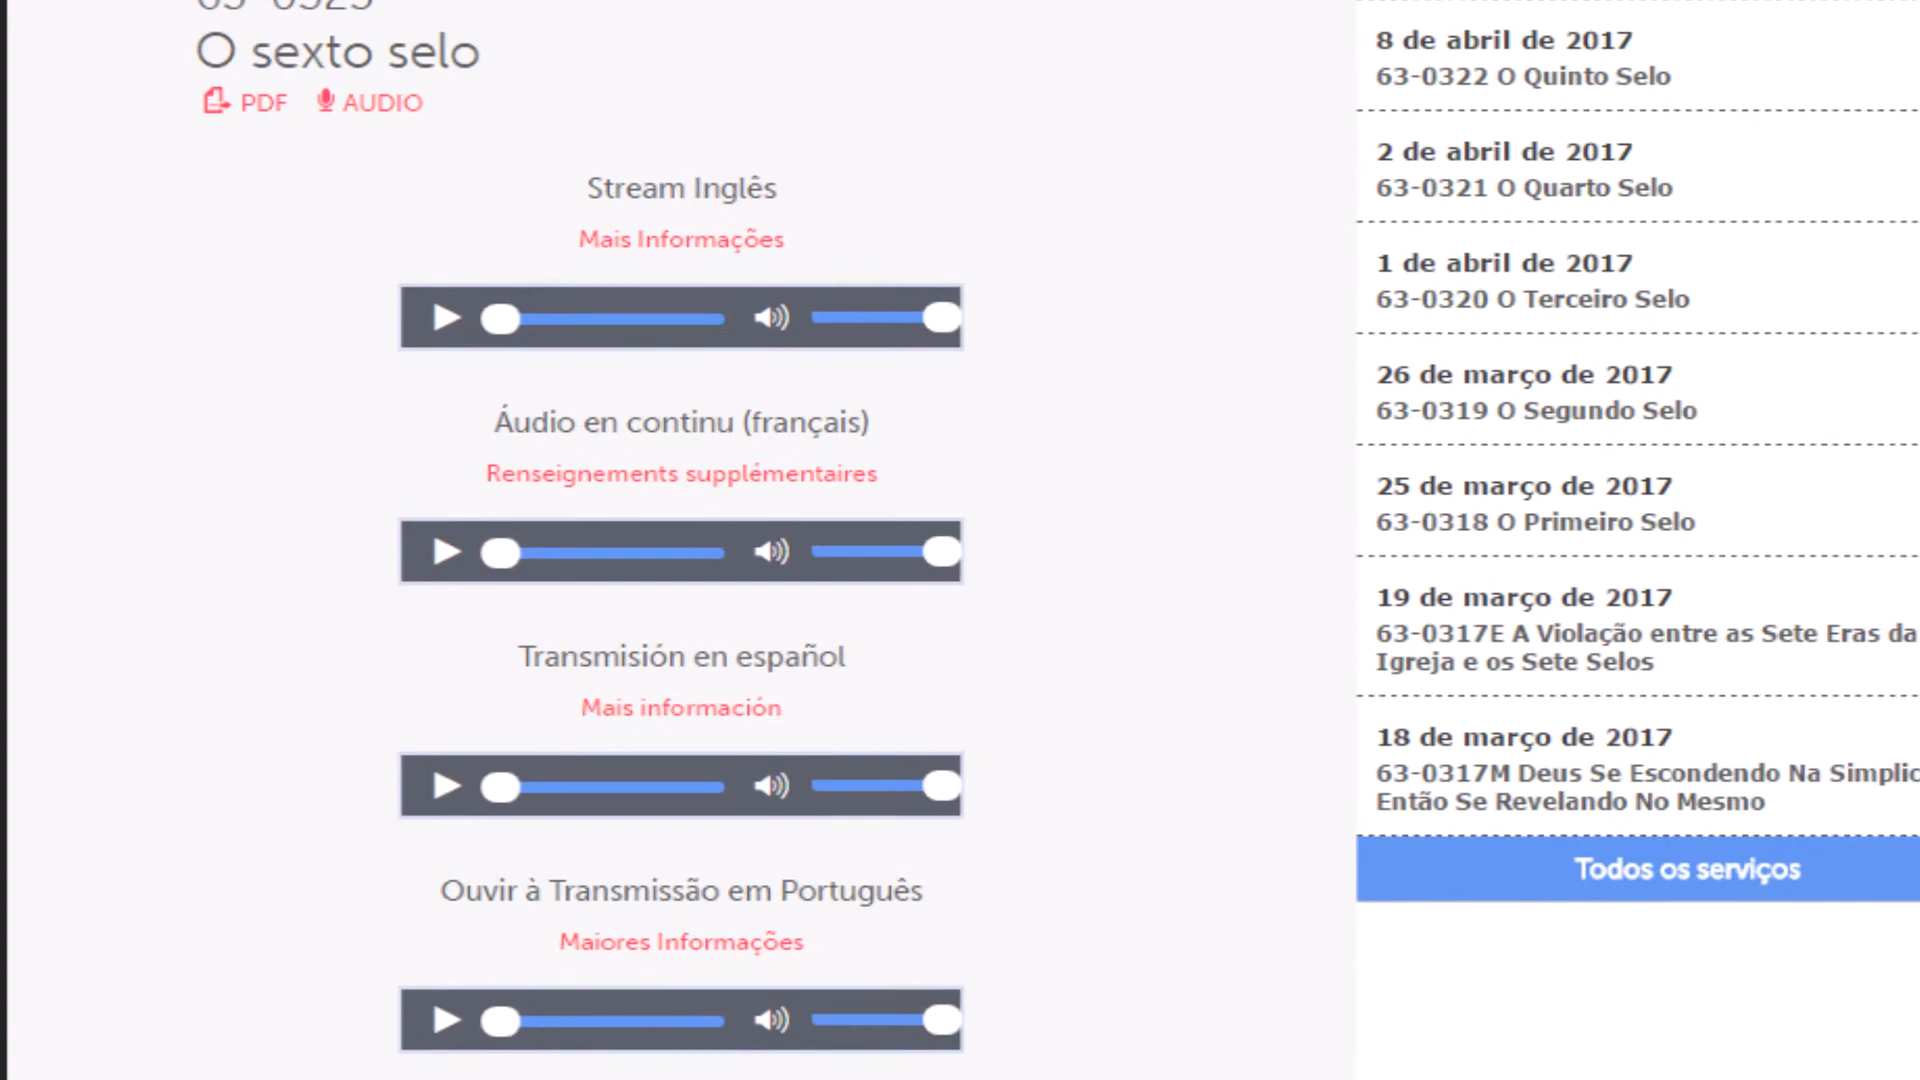 63-0323
O sexto selo
PDF AUDIO
Stream Inglês
Mais Informações
Áudio en continu (français)
Renseignements supplémentaires
Transmisión en español
Mais información
Ouvir à Transmissão em Português
Maiores Informações
8 de abril de 2017
63-0322 O Quinto Selo
2 de abril de 2017
63-0321 O Quarto Selo
1 de abril de 2017
63-0320 O Terceiro Selo
26 de março de 2017
63-0319 O Segundo Selo
25 de março de 2017
63-0318 O Primeiro Selo
19 de março de 2017
63-0317E A Violação entre as Sete Eras da
Igreja e os Sete Selos
18 de março de 2017
63-0317M Deus Se Escondendo Na Simplic
Então Se Revelando No Mesmo
Todos os serviços